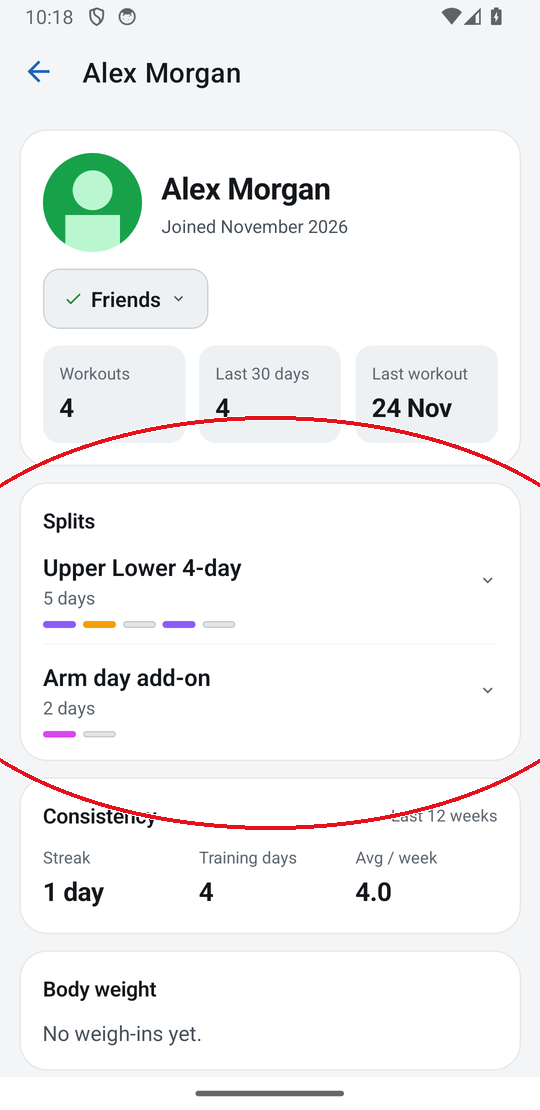 10:18
Alex Morgan
Alex Morgan
Joined November 2026
Friends
Workouts
4
Last 30 days
4
Last workout
24 Nov
Splits
Upper Lower 4-day
5 days
Arm day add-on
2 days
Consistency
Last 12 weeks
Streak
1 day
Training days
4
Avg / week
4.0
Body weight
No weigh-ins yet.